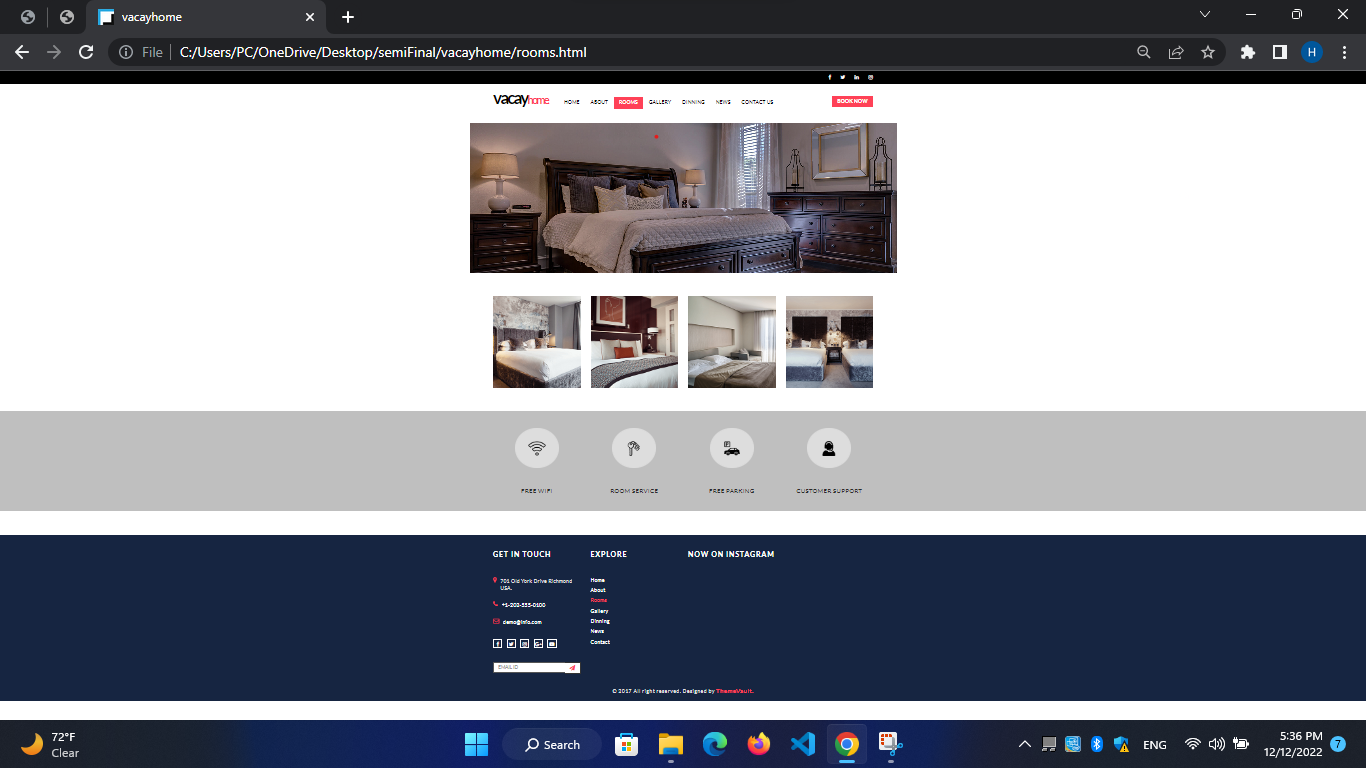 vacayhome
File
C:/Users/PC/OneDrive/Desktop/semiFinal/vacayhome/rooms.html
H
vacayhome
HOME
ABOUT
ROOMS
GALLERY
DINNING
NEWS
CONTACT US
BOOK NOW
FREE WIFI
ROOM SERVICE
FREE PARKING
CUSTOMER SUPPORT
GET IN TOUCH
701 Old York Drive Richmond
USA.
+1-202-555-0100
demo@info.com
EMAIL ID
EXPLORE
Home
About
Rooms
Gallery
Dinning
News
Contact
NOW ON INSTAGRAM
© 2017 All right reserved. Designed by ThemeVault.
72°F
Clear
Search
ENG
5:36 PM
12/12/2022
7